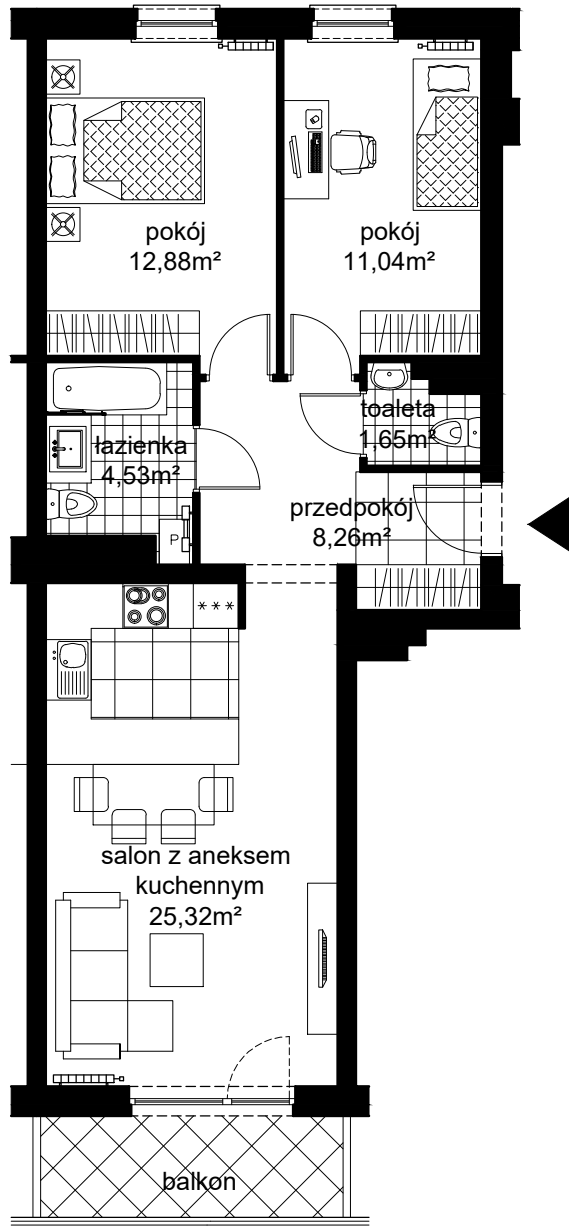 pokój
12,88m²
pokój
11,04m²
toaleta
1,65m²
łazienka
4,53m²
przedpokój
8,26m²
P
***
salon z aneksem
kuchennym
25,32m²
balkon